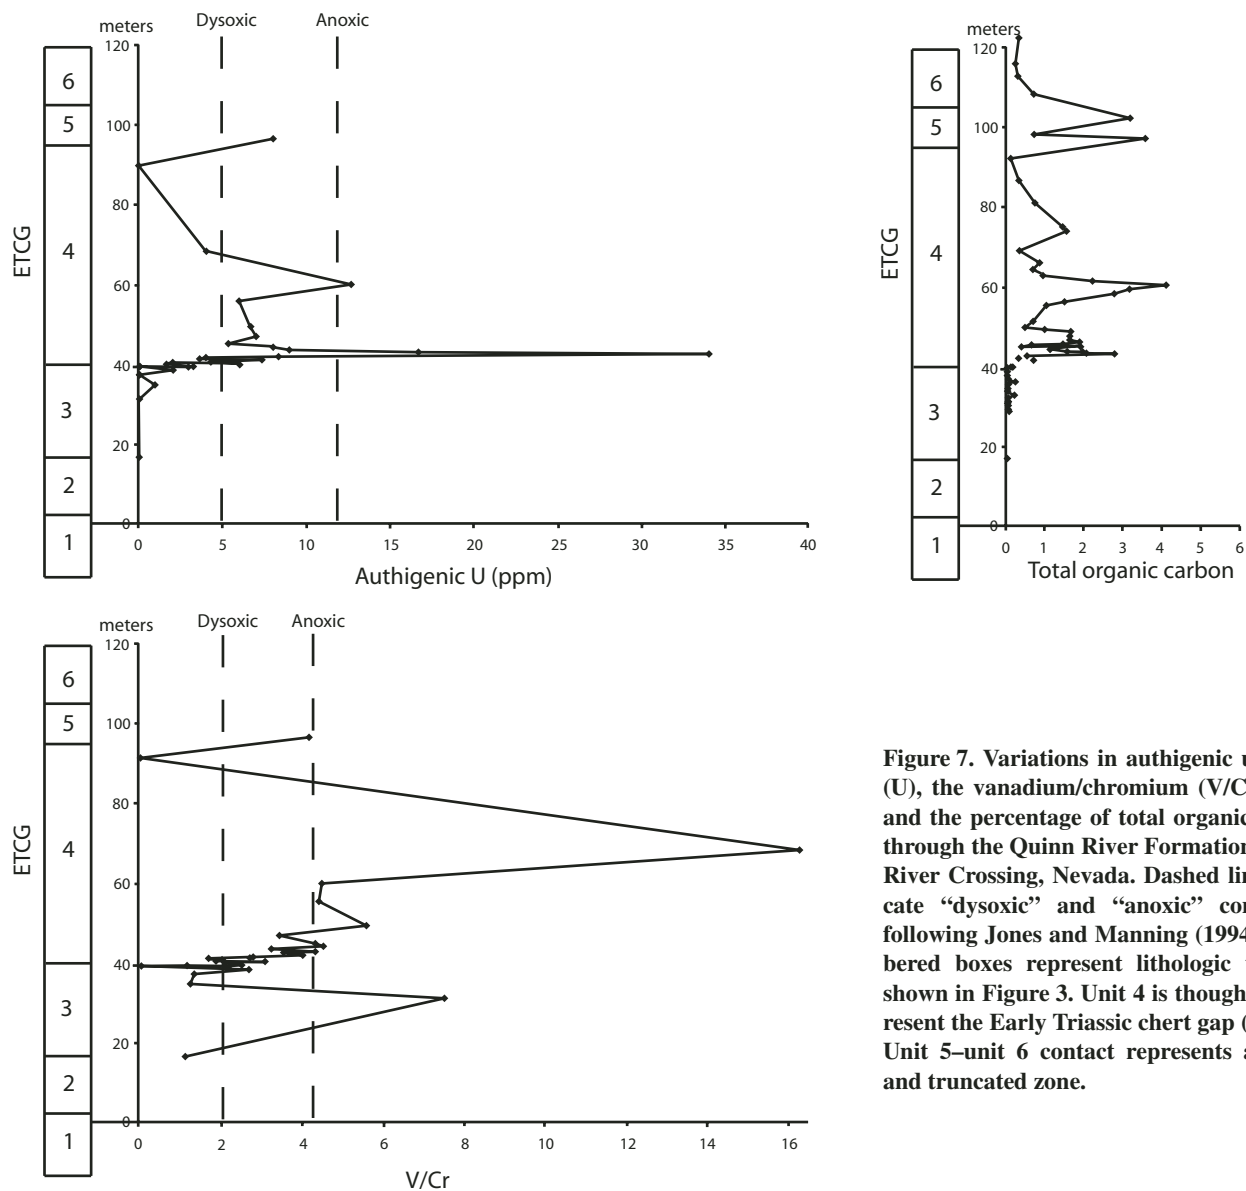 meters
Dysoxic
Anoxic
120
100
80
60
40
20
0
6
5
4
3
2
1
ETCG
0 5 10 15 20 25 30 35 40
Authigenic U (ppm)
meters
120
100
80
60
40
20
0
6
5
4
3
2
1
ETCG
0 1 2 3 4 5 6
Total organic carbon
meters
Dysoxic
Anoxic
120
100
80
60
40
20
0
6
5
4
3
2
1
ETCG
0 2 4 6 8 10 12 14 16
V/Cr
Figure 7. Variations in authigenic u
(U), the vanadium/chromium (V/C
and the percentage of total organic
through the Quinn River Formation
River Crossing, Nevada. Dashed lin
cate “dysoxic” and “anoxic” con
following Jones and Manning (1994
bered boxes represent lithologic
shown in Figure 3. Unit 4 is though
resent the Early Triassic chert gap (
Unit 5–unit 6 contact represents a
and truncated zone.